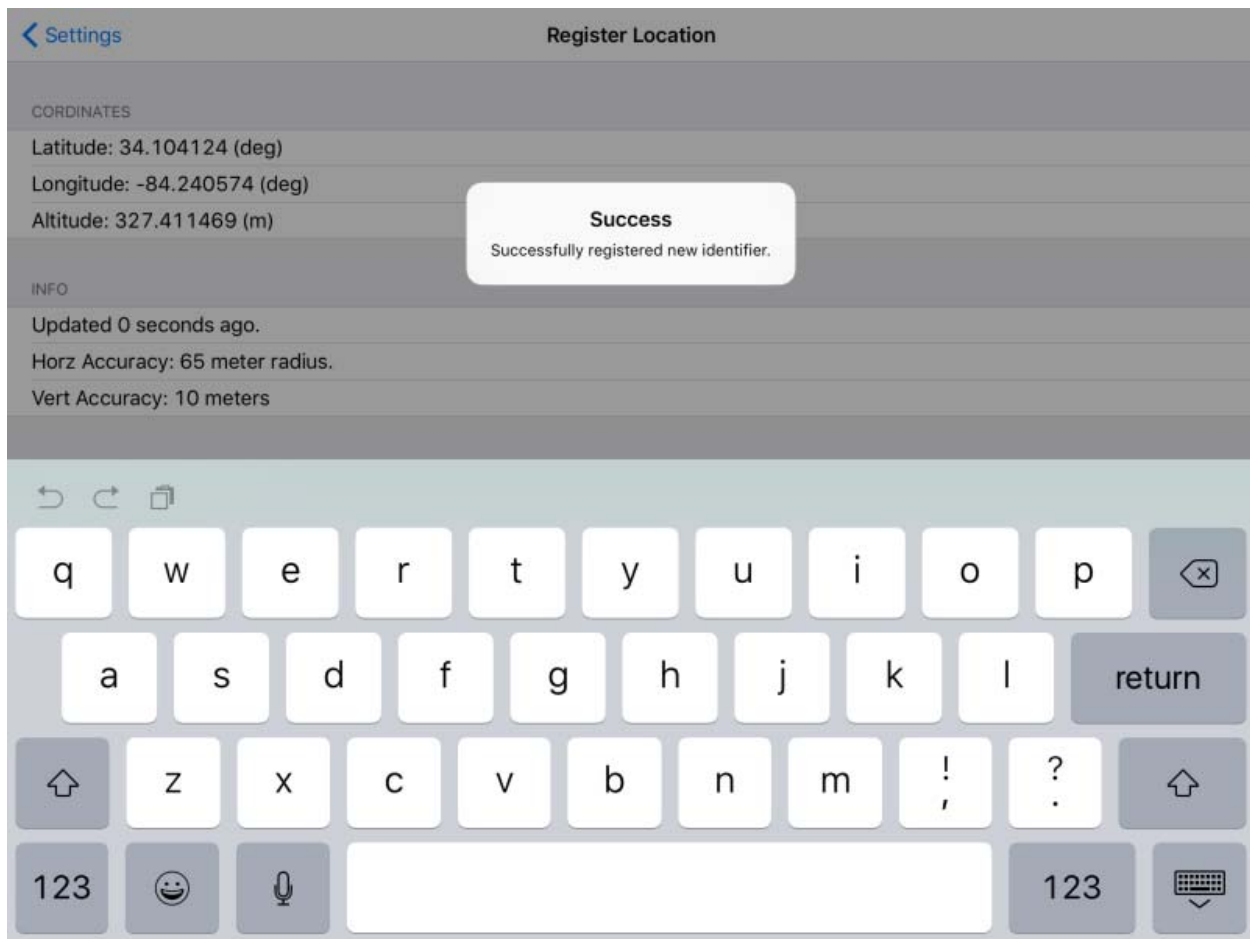 Settings
Register Location
CORDINATES
Latitude: 34.104124 (deg)
Longitude: -84.240574 (deg)
Altitude: 327.411469 (m)
Success
Successfully registered new identifier.
INFO
Updated 0 seconds ago.
Horz Accuracy: 65 meter radius.
Vert Accuracy: 10 meters
q w e r t y u i o p
a s d f g h j k l return
z x c v b n m ! , ? .
123 123